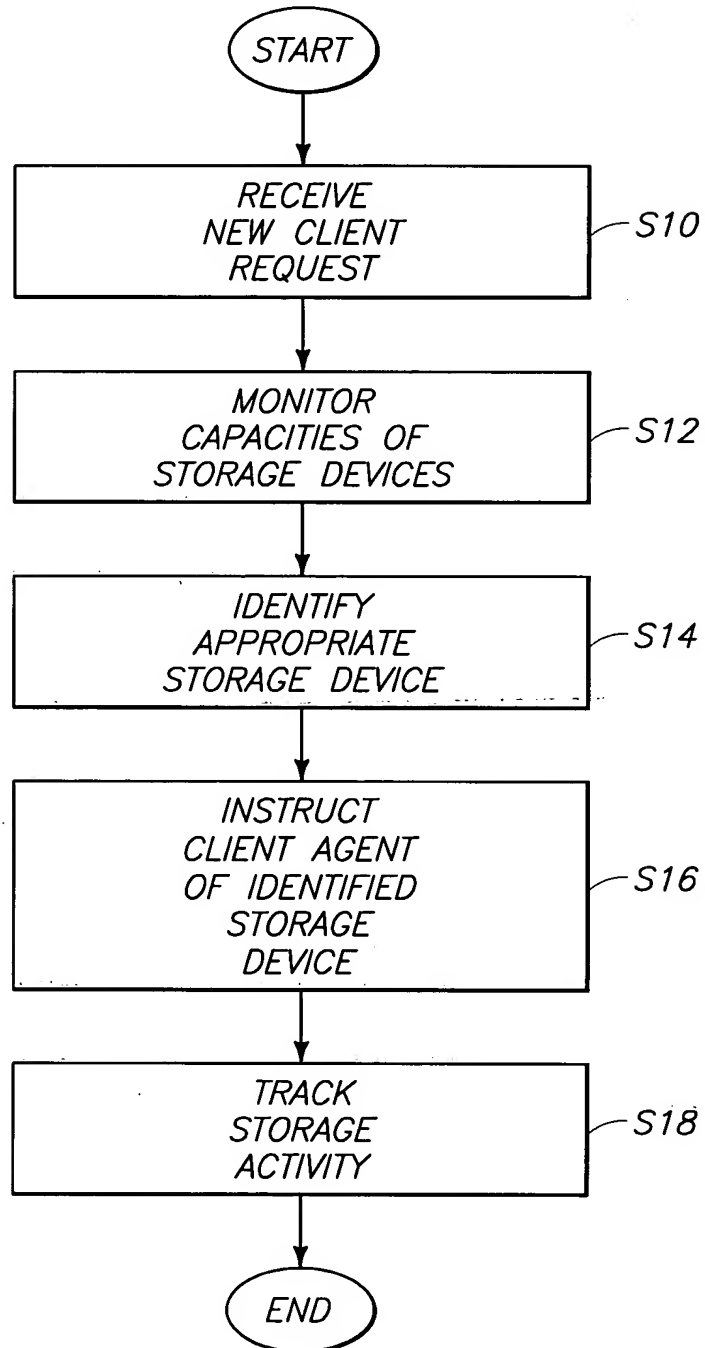 START
RECEIVE
NEW CLIENT
REQUEST
S10
MONITOR
CAPACITIES OF
STORAGE DEVICES
S12
IDENTIFY
APPROPRIATE
STORAGE DEVICE
S14
INSTRUCT
CLIENT AGENT
OF IDENTIFIED
STORAGE
DEVICE
S16
TRACK
STORAGE
ACTIVITY
S18
END